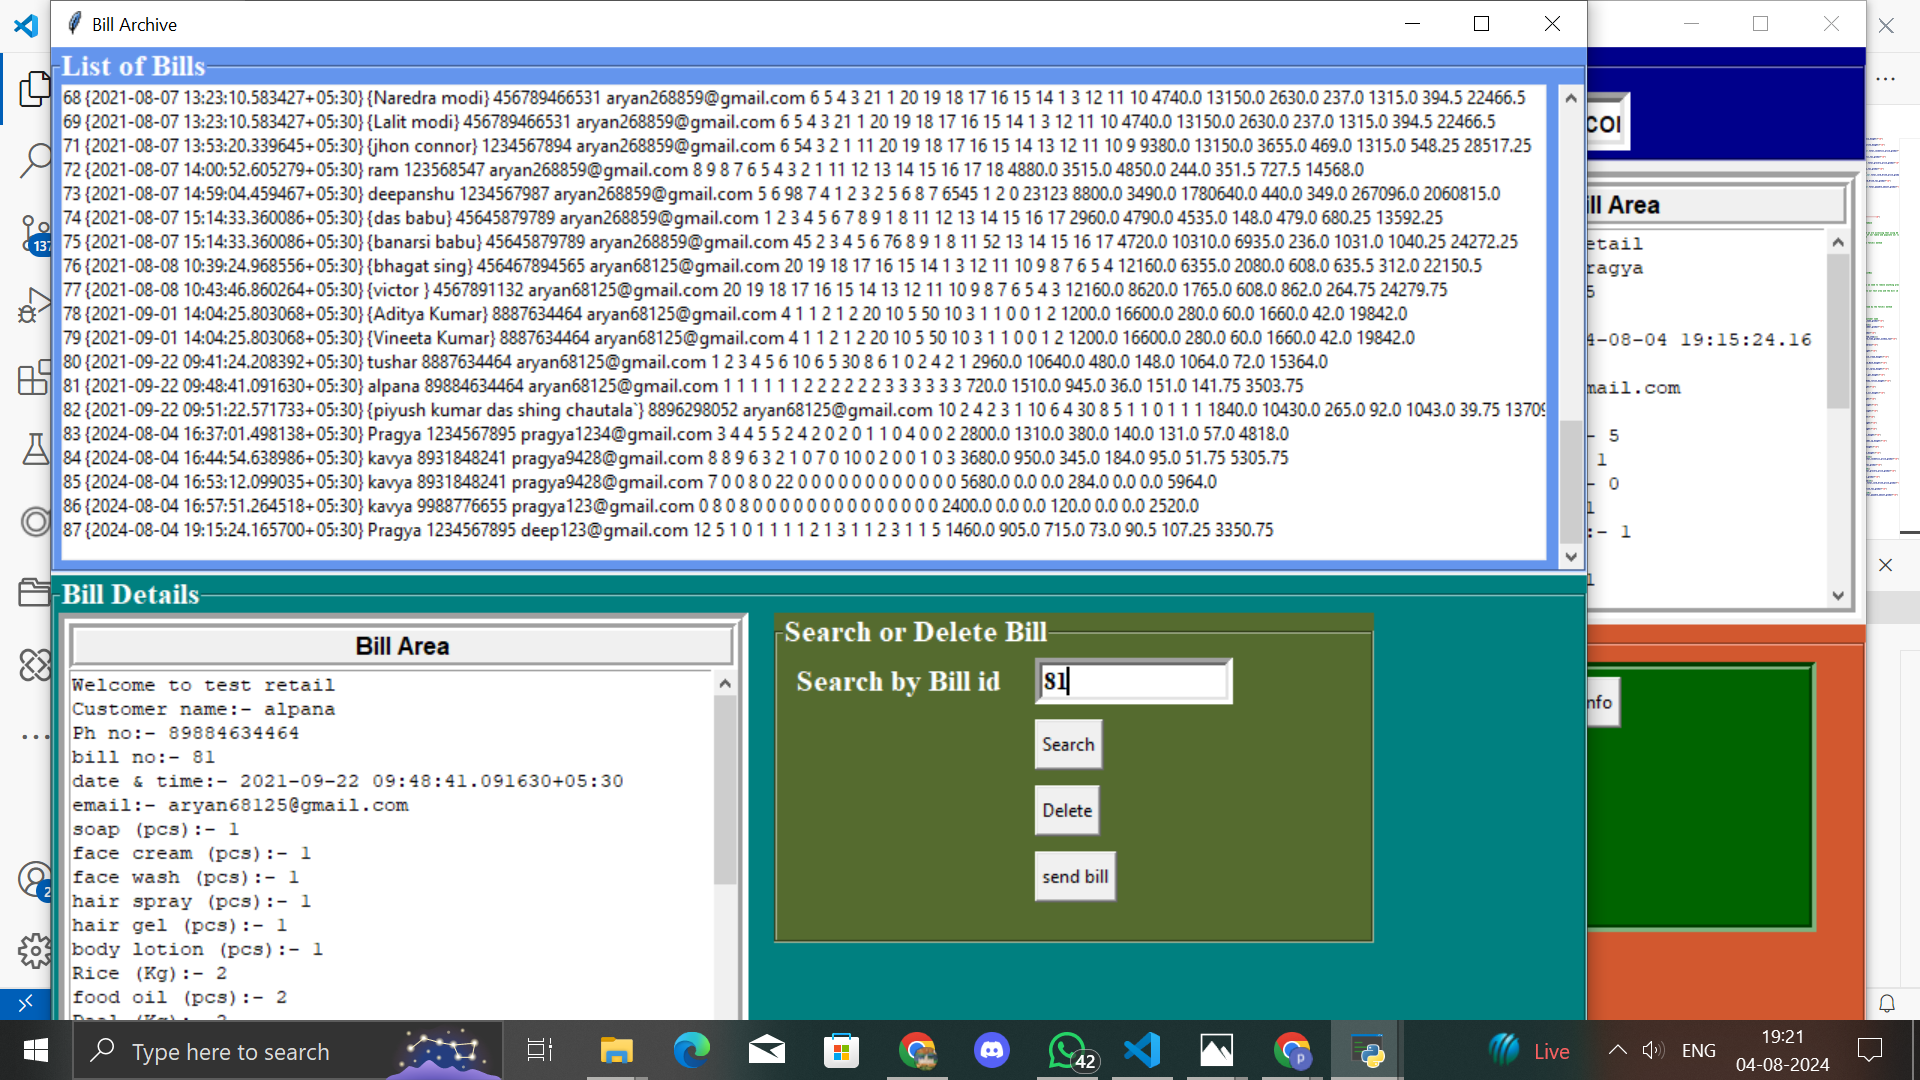 Bill Archive
List of Bills
68 {2021-08-07 13:23:10.583427+05:30} {Naredra modi} 456789466531 aryan268859@gmail.com 6 5 4 3 21 1 20 19 18 17 16 15 14 1 3 12 11 10 4740.0 13150.0 2630.0 237.0 1315.0 394.5 22466.5
69 {2021-08-07 13:23:10.583427+05:30} {Lalit modi} 456789466531 aryan268859@gmail.com 6 5 4 3 21 1 20 19 18 17 16 15 14 1 3 12 11 10 4740.0 13150.0 2630.0 237.0 1315.0 394.5 22466.5
71 {2021-08-07 13:53:20.339645+05:30} {jhon connor} 1234567894 aryan268859@gmail.com 6 54 3 2 1 11 20 19 18 17 16 15 14 13 12 11 10 9 9380.0 13150.0 3655.0 469.0 1315.0 548.25 28517.25
72 {2021-08-07 14:00:52.605279+05:30} ram 123568547 aryan268859@gmail.com 8 9 8 7 6 5 4 3 2 1 11 12 13 14 15 16 17 18 4880.0 3515.0 4850.0 244.0 351.5 727.5 14568.0
73 {2021-08-07 14:59:04.459467+05:30} deepanshu 1234567987 aryan268859@gmail.com 5 6 98 7 4 1 2 3 2 5 6 8 7 6545 1 2 0 23123 8800.0 3490.0 1780640.0 440.0 349.0 267096.0 2060815.0
74 {2021-08-07 15:14:33.360086+05:30} {das babu} 45645879789 aryan268859@gmail.com 1 2 3 4 5 6 7 8 9 1 8 11 12 13 14 15 16 17 2960.0 4790.0 4535.0 148.0 479.0 680.25 13592.25
75 {2021-08-07 15:14:33.360086+05:30} {banarsi babu} 45645879789 aryan268859@gmail.com 45 2 3 4 5 6 76 8 9 1 8 11 52 13 14 15 16 17 4720.0 10310.0 6935.0 236.0 1031.0 1040.25 24272.25
76 {2021-08-08 10:39:24.968556+05:30} {bhagat sing} 456467894565 aryan68125@gmail.com 20 19 18 17 16 15 14 1 3 12 11 10 9 8 7 6 5 4 12160.0 6355.0 2080.0 608.0 635.5 312.0 22150.5
77 {2021-08-08 10:43:46.860264+05:30} {victor } 4567891132 aryan68125@gmail.com 20 19 18 17 16 15 14 13 12 11 10 9 8 7 6 5 4 3 12160.0 8620.0 1765.0 608.0 862.0 264.75 24279.75
78 {2021-09-01 14:04:25.803068+05:30} {Aditya Kumar} 8887634464 aryan68125@gmail.com 4 1 1 2 1 2 20 10 5 50 10 3 1 1 0 0 1 2 1200.0 16600.0 280.0 60.0 1660.0 42.0 19842.0
79 {2021-09-01 14:04:25.803068+05:30} {Vineeta Kumar} 8887634464 aryan68125@gmail.com 4 1 1 2 1 2 20 10 5 50 10 3 1 1 0 0 1 2 1200.0 16600.0 280.0 60.0 1660.0 42.0 19842.0
80 {2021-09-22 09:41:24.208392+05:30} tushar 8887634464 aryan68125@gmail.com 1 2 3 4 5 6 10 6 5 30 8 6 1 0 2 4 2 1 2960.0 10640.0 480.0 148.0 1064.0 72.0 15364.0
81 {2021-09-22 09:48:41.091630+05:30} alpana 89884634464 aryan68125@gmail.com 1 1 1 1 1 1 2 2 2 2 2 2 3 3 3 3 3 3 720.0 1510.0 945.0 36.0 151.0 141.75 3503.75
82 {2021-09-22 09:51:22.571733+05:30} {piyush kumar das shing chautala`} 8896298052 aryan68125@gmail.com 10 2 4 2 3 1 10 6 4 30 8 5 1 1 0 1 1 1 1840.0 10430.0 265.0 92.0 1043.0 39.75 13709
83 {2024-08-04 16:37:01.498138+05:30} Pragya 1234567895 pragya1234@gmail.com 3 4 4 5 5 2 4 2 0 2 0 1 1 0 4 0 0 2 2800.0 1310.0 380.0 140.0 131.0 57.0 4818.0
84 {2024-08-04 16:44:54.638986+05:30} kavya 8931848241 pragya9428@gmail.com 8 8 9 6 3 2 1 0 7 0 10 0 2 0 0 1 0 3 3680.0 950.0 345.0 184.0 95.0 51.75 5305.75
85 {2024-08-04 16:53:12.099035+05:30} kavya 8931848241 pragya9428@gmail.com 7 0 0 8 0 22 0 0 0 0 0 0 0 0 0 0 0 0 5680.0 0.0 0.0 284.0 0.0 0.0 5964.0
86 {2024-08-04 16:57:51.264518+05:30} kavya 9988776655 pragya123@gmail.com 0 8 0 8 0 0 0 0 0 0 0 0 0 0 0 0 0 0 2400.0 0.0 0.0 120.0 0.0 0.0 2520.0
87 {2024-08-04 19:15:24.165700+05:30} Pragya 1234567895 deep123@gmail.com 12 5 1 0 1 1 1 1 2 1 3 1 1 2 3 1 1 5 1460.0 905.0 715.0 73.0 90.5 107.25 3350.75
Bill Details
Bill Area
Welcome to test retail
Customer name:- alpana
Ph no:- 89884634464
bill no:- 81
date & time:- 2021-09-22 09:48:41.091630+05:30
email:- aryan68125@gmail.com
soap (pcs):- 1
face cream (pcs):- 1
face wash (pcs):- 1
hair spray (pcs):- 1
hair gel (pcs):- 1
body lotion (pcs):- 1
Rice (Kg):- 2
food oil (pcs):- 2
Search or Delete Bill
Search by Bill id
81
Search
Delete
send bill
ill Area
etail
ragya
5
4-08-04 19:15:24.16
mail.com
- 5
1
- 0
1
:- 1
1
nfo
137
2
Type here to search
42
Live
ENG
19:21
04-08-2024